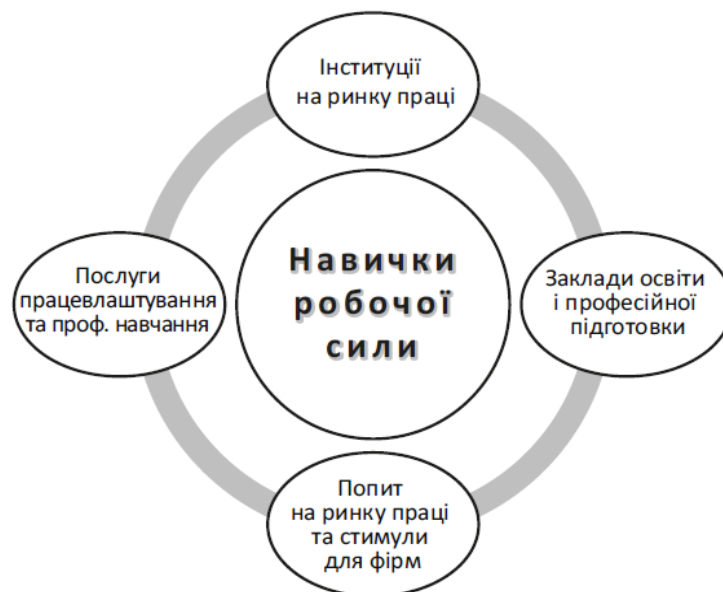 Інституції
на ринку праці
Послуги
працевлаштування
та проф. навчання
Навички
робочої
сили
Заклади освіти
і професійної
підготовки
Попит
на ринку праці
та стимули
для фірм